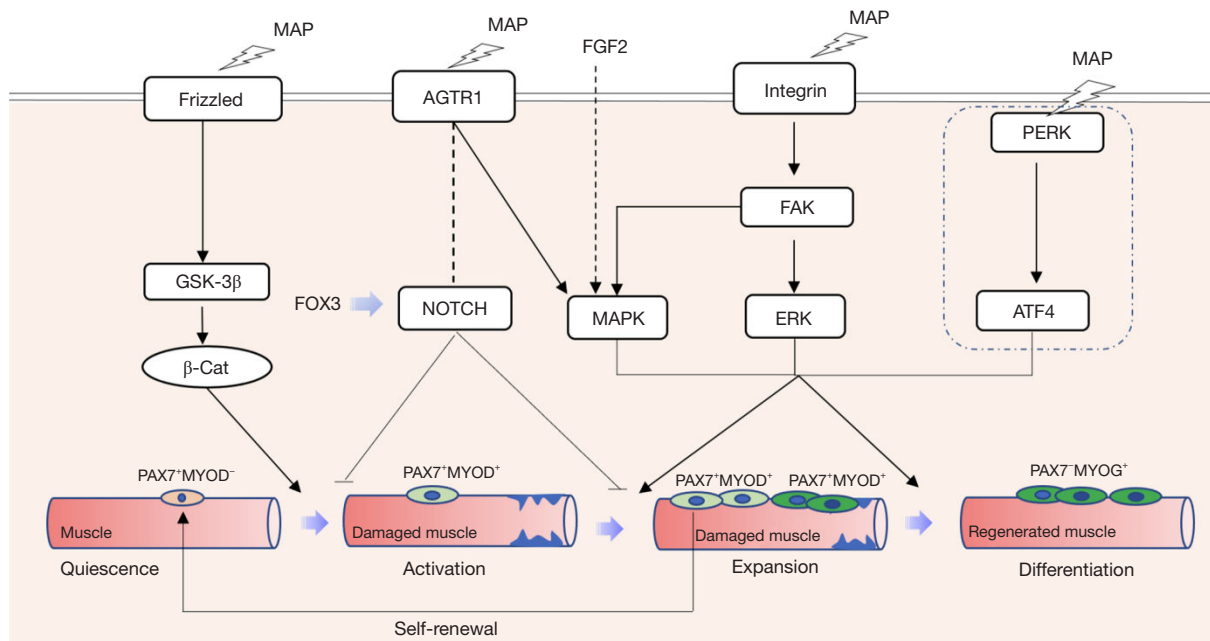 MAP
MAP
FGF2
MAP
MAP
Frizzled
AGTR1
Integrin
PERK
FAK
GSK-3β
FOX3
NOTCH
MAPK
ERK
ATF4
β-Cat
PAX7⁺MYOD⁻
PAX7⁺MYOD⁺
PAX7⁺MYOD⁺
PAX7⁺MYOD⁺
PAX7⁻MYOG⁺
Muscle
Damaged muscle
Damaged muscle
Regenerated muscle
Quiescence
Activation
Expansion
Differentiation
Self-renewal